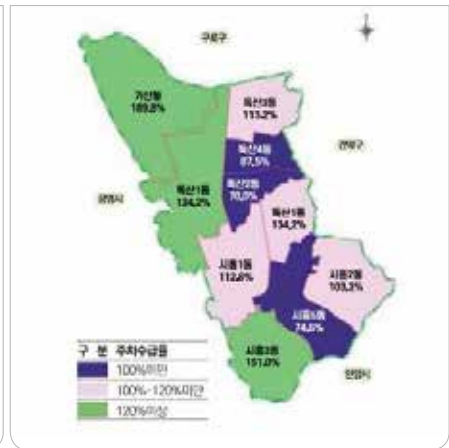 구로구
가산동
189.8%
독산3동
113.2%
독산4동
87.5%
관악구
독산2동
70.0%
광명시
독산1동
134.2%
독산1동
134.2%
시흥1동
112.6%
시흥2동
103.2%
시흥5동
74.5%
시흥3동
151.0%
안양시
구 분 주차수급율
100%미만
100%~120%미만
120%이상